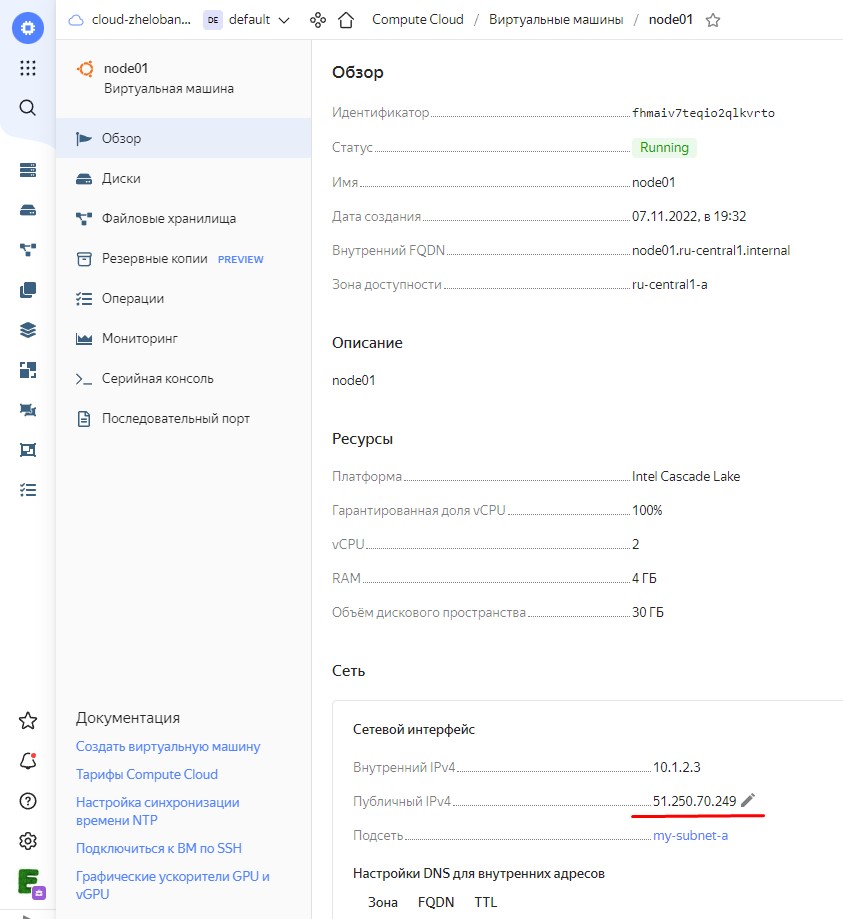 cloud-zheloban... DE default Compute Cloud / Виртуальные машины / node01
node01
Виртуальная машина
Обзор
Диски
Файловые хранилища
Резервные копии PREVIEW
Операции
Мониторинг
Серийная консоль
Последовательный порт
Документация
Создать виртуальную машину
Тарифы Compute Cloud
Настройка синхронизации
времени NTP
Подключиться к ВМ по SSH
Графические ускорители GPU и
vGPU
Обзор
Идентификатор fhmaiv7teqio2qlkvrto
Статус Running
Имя node01
Дата создания 07.11.2022, в 19:32
Внутренний FQDN node01.ru-central1.internal
Зона доступности ru-central1-a
Описание
node01
Ресурсы
Платформа Intel Cascade Lake
Гарантированная доля vCPU 100%
vCPU 2
RAM 4 ГБ
Объём дискового пространства 30 ГБ
Сеть
Сетевой интерфейс
Внутренний IPv4 10.1.2.3
Публичный IPv4 51.250.70.249
Подсеть my-subnet-a
Настройки DNS для внутренних адресов
Зона FQDN TTL